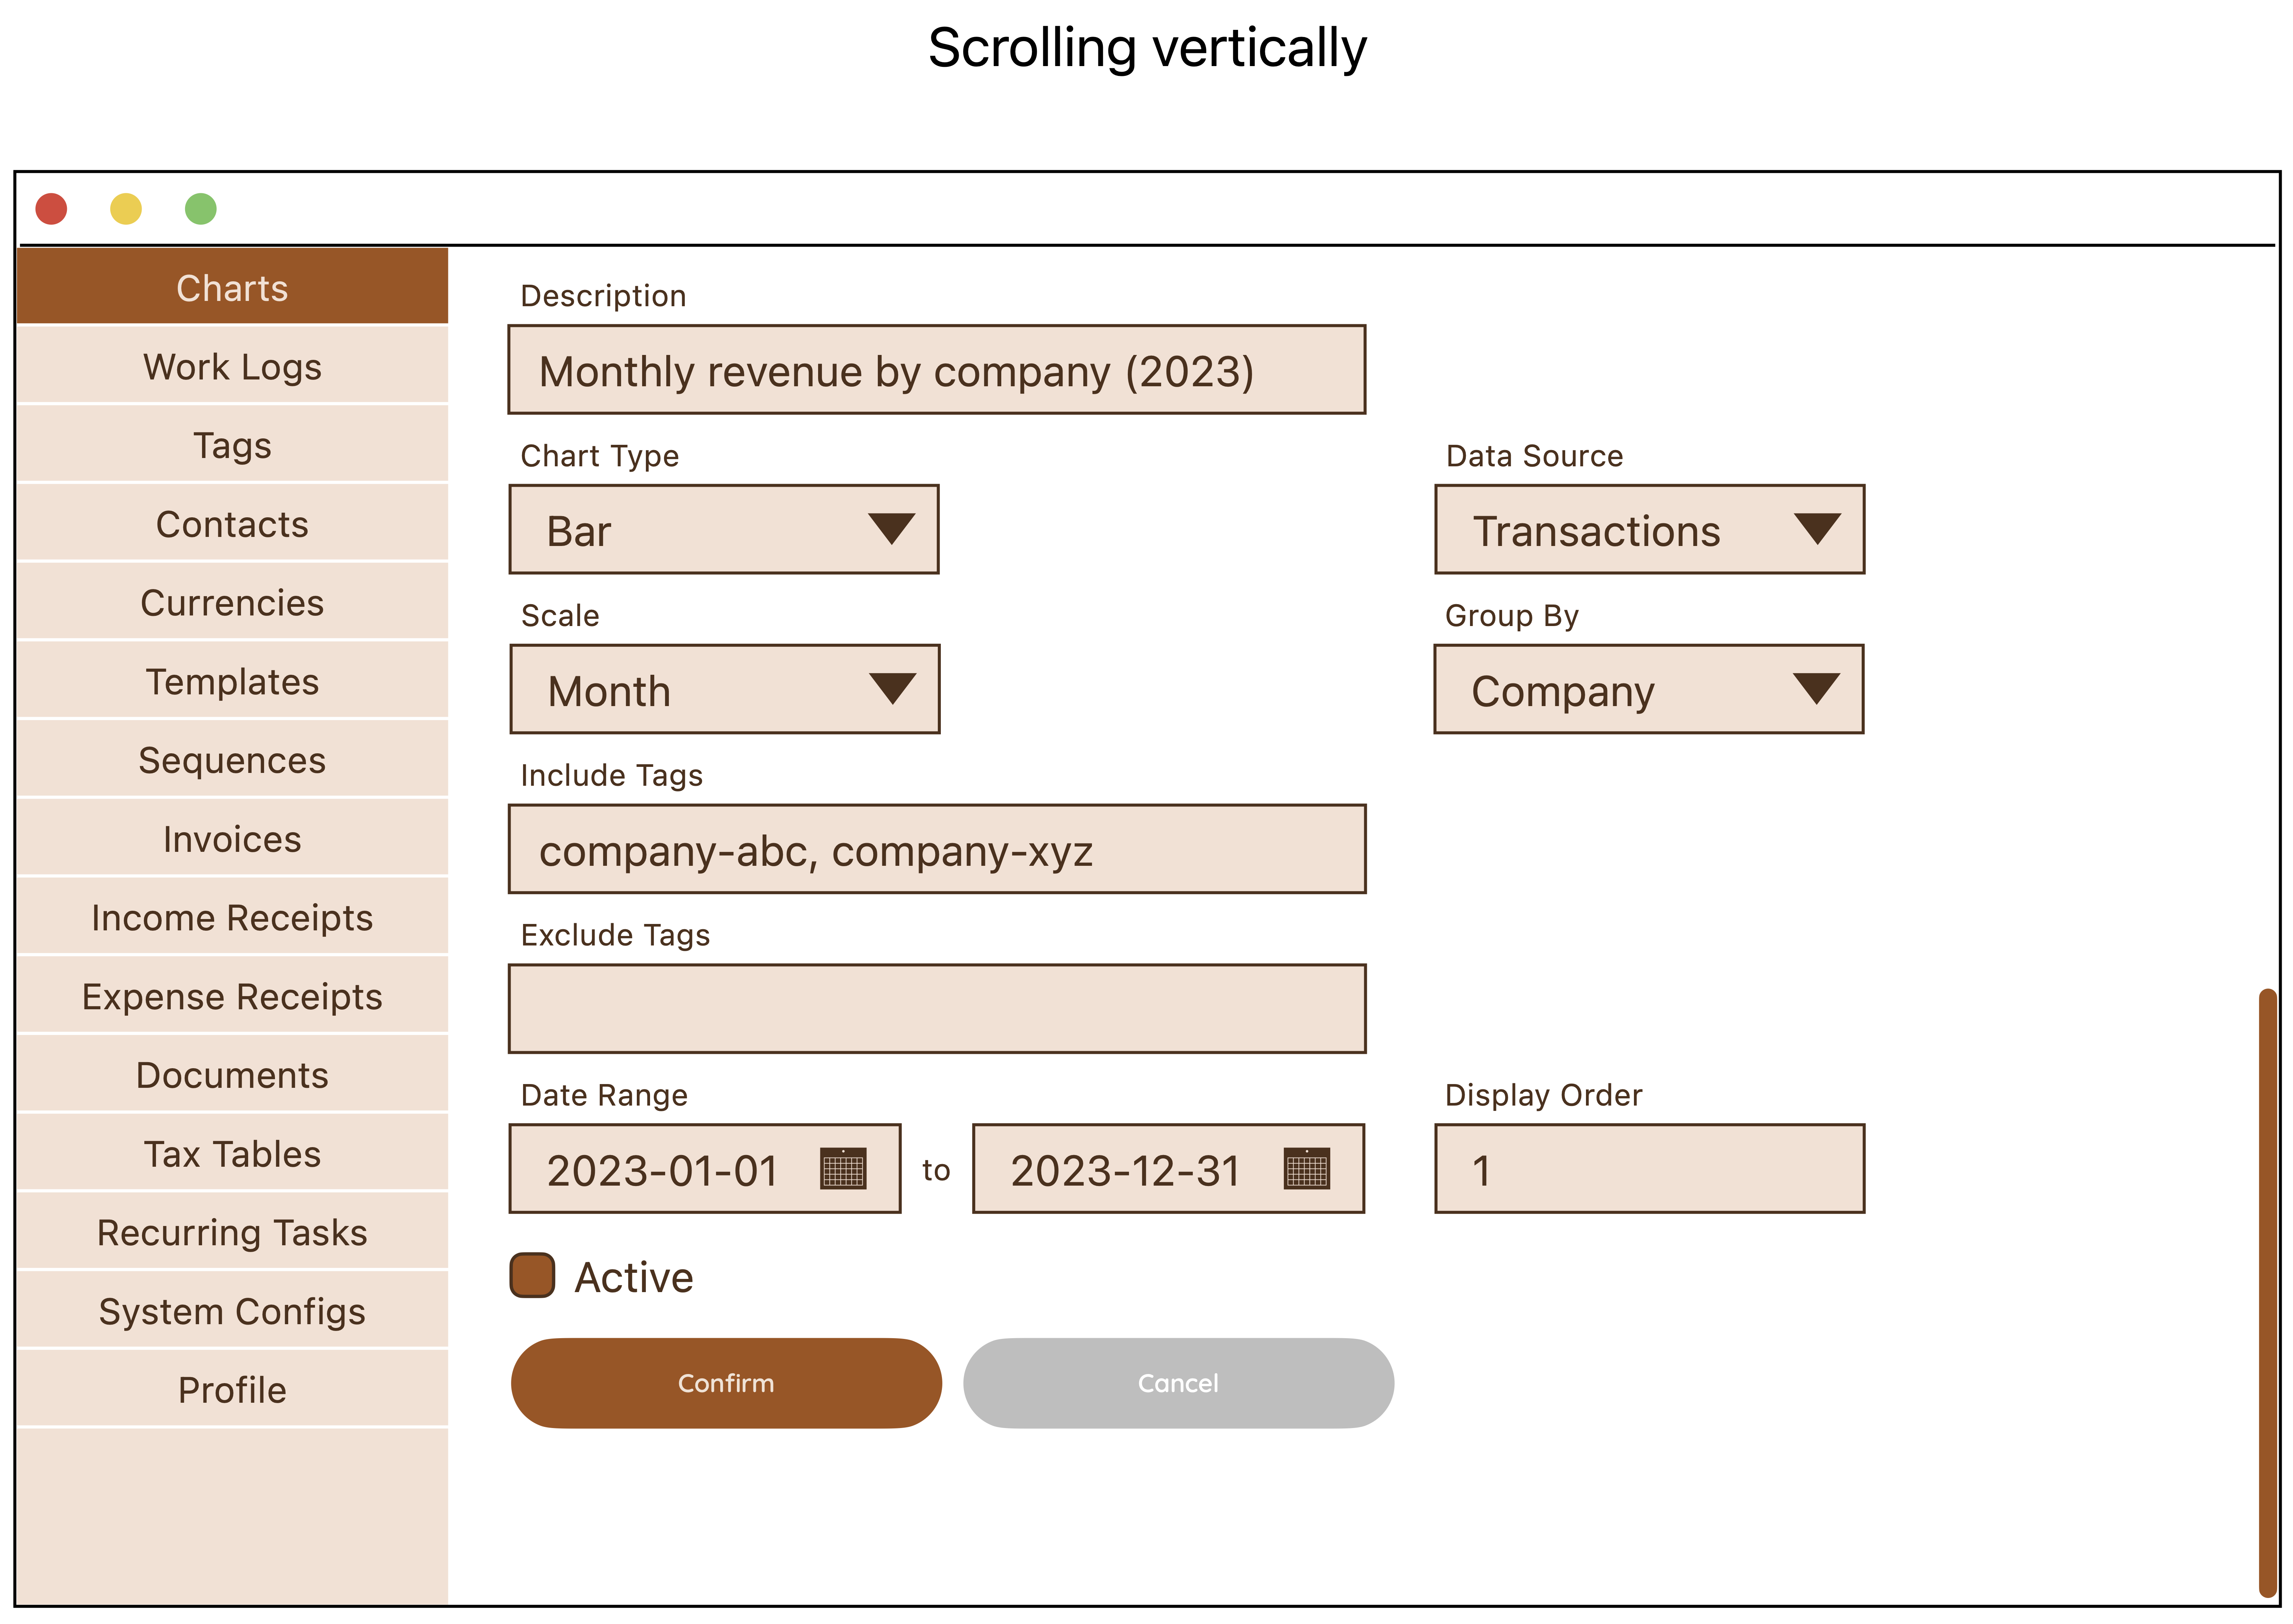 Scrolling vertically
Charts
Work Logs
Tags
Contacts
Currencies
Templates
Sequences
Invoices
Income Receipts
Expense Receipts
Documents
Tax Tables
Recurring Tasks
System Configs
Profile
Description
Monthly revenue by company (2023)
Chart Type
Data Source
Bar
Transactions
Scale
Group By
Month
Company
Include Tags
company-abc, company-xyz
Exclude Tags
Date Range
Display Order
2023-01-01 to 2023-12-31
1
Active
Confirm
Cancel